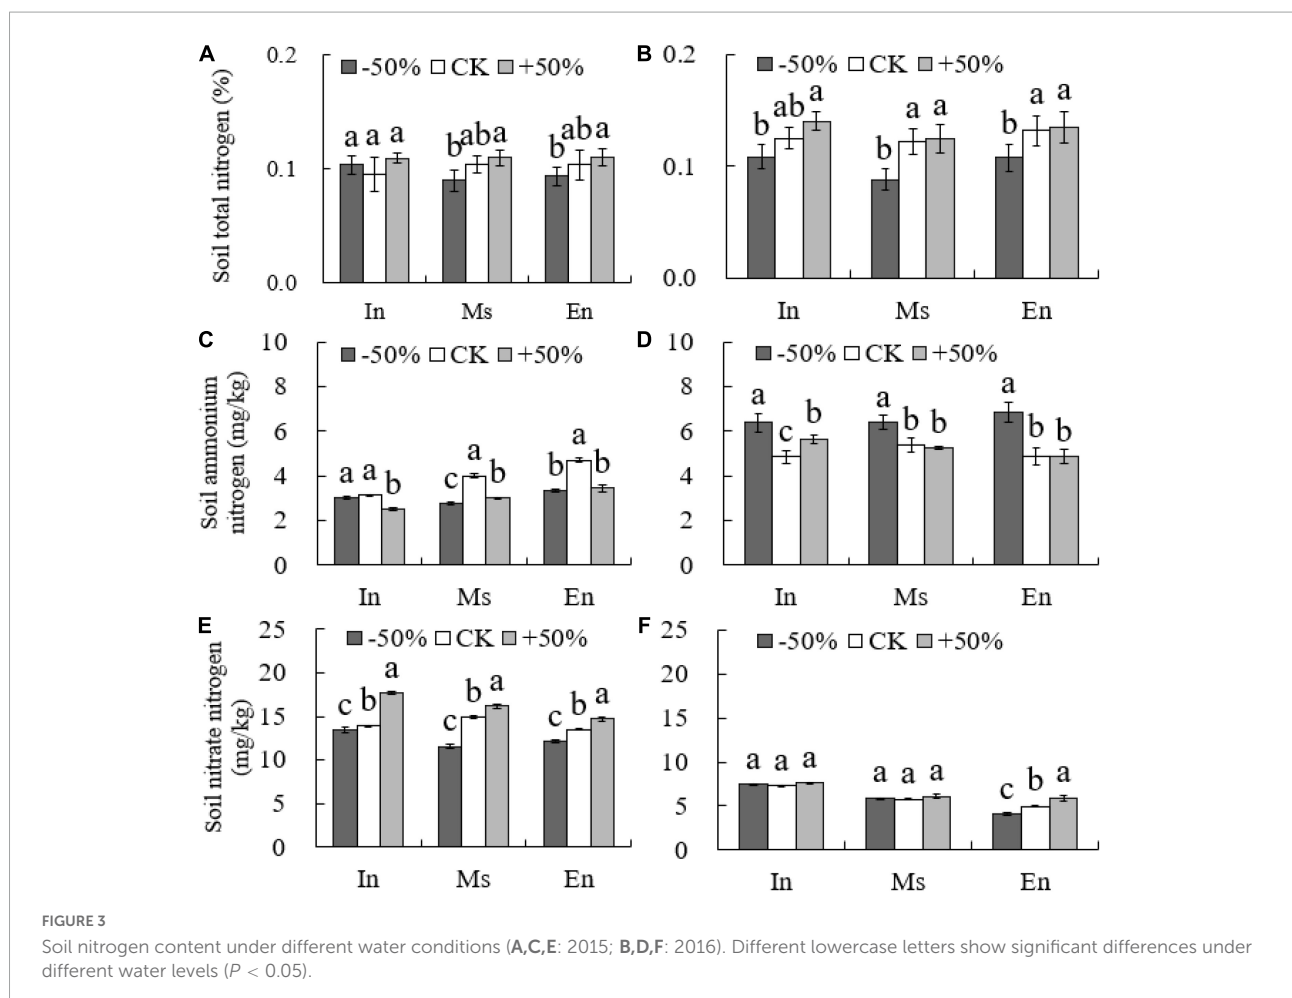 A
0.2
-50% CK +50%
a a a b ab a b ab a
0.1
0.0
In Ms En
Soil total nitrogen (%)
B
0.2
-50% CK +50%
b ab a b a a b a a
0.1
0.0
In Ms En
C
10
-50% CK +50%
8
6
4
2
0
a a b c a b b a b
In Ms En
Soil ammonium
nitrogen (mg/kg)
D
10
-50% CK +50%
8
6
4
2
0
a c b a b b a b b
In Ms En
E
25
-50% CK +50%
20
15
10
5
0
c b a c b a c b a
In Ms En
Soil nitrate nitrogen
(mg/kg)
F
25
-50% CK +50%
20
15
10
5
0
a a a a a a c b a
In Ms En
FIGURE 3
Soil nitrogen content under different water conditions (A,C,E: 2015; B,D,F: 2016). Different lowercase letters show significant differences under
different water levels (P < 0.05).